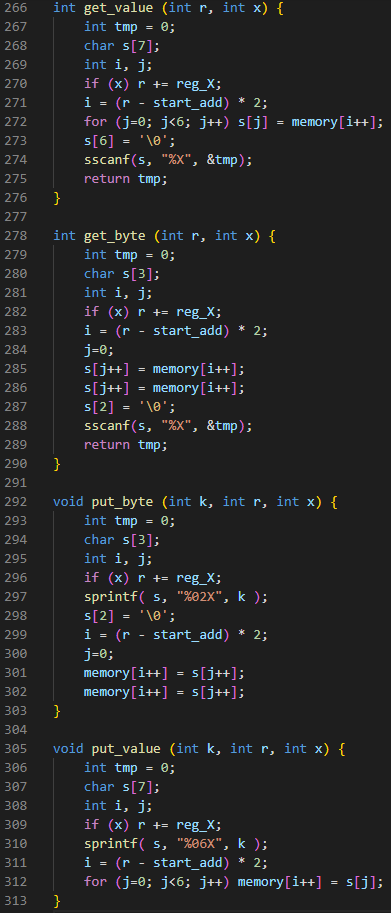 266 int get_value (int r, int x) {
267     int tmp = 0;
268     char s[7];
269     int i, j;
270     if (x) r += reg_X;
271     i = (r - start_add) * 2;
272     for (j=0; j<6; j++) s[j] = memory[i++];
273     s[6] = '\0';
274     sscanf(s, "%X", &tmp);
275     return tmp;
276 }
277
278 int get_byte (int r, int x) {
279     int tmp = 0;
280     char s[3];
281     int i, j;
282     if (x) r += reg_X;
283     i = (r - start_add) * 2;
284     j=0;
285     s[j++] = memory[i++];
286     s[j++] = memory[i++];
287     s[2] = '\0';
288     sscanf(s, "%X", &tmp);
289     return tmp;
290 }
291
292 void put_byte (int k, int r, int x) {
293     int tmp = 0;
294     char s[3];
295     int i, j;
296     if (x) r += reg_X;
297     sprintf( s, "%02X", k );
298     s[2] = '\0';
299     i = (r - start_add) * 2;
300     j=0;
301     memory[i++] = s[j++];
302     memory[i++] = s[j++];
303 }
304
305 void put_value (int k, int r, int x) {
306     int tmp = 0;
307     char s[7];
308     int i, j;
309     if (x) r += reg_X;
310     sprintf( s, "%06X", k );
311     i = (r - start_add) * 2;
312     for (j=0; j<6; j++) memory[i++] = s[j];
313 }